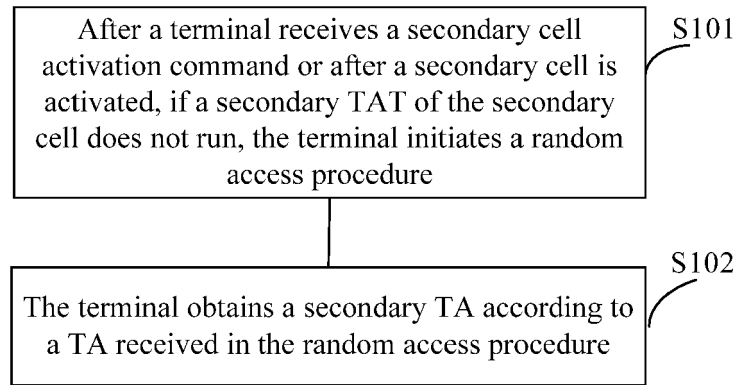 After a terminal receives a secondary cell
activation command or after a secondary cell is
activated, if a secondary TAT of the secondary
cell does not run, the terminal initiates a random
access procedure
S101
The terminal obtains a secondary TA according to
a TA received in the random access procedure
S102